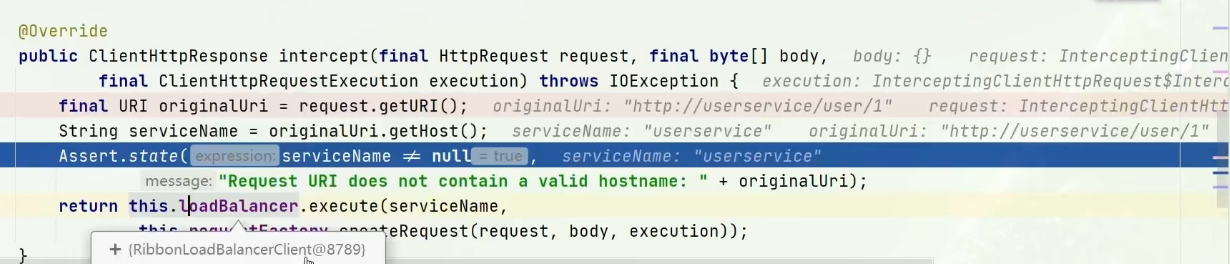 @Override
public ClientHttpResponse intercept(final HttpRequest request, final byte[] body, body: {} request: InterceptingClien
final ClientHttpRequestExecution execution) throws IOException { execution: InterceptingClientHttpRequest$Interc
final URI originalUri = request.getURI(); originalUri: "http://userservice/user/1" request: InterceptingClientHtt
String serviceName = originalUri.getHost(); serviceName: "userservice" originalUri: "http://userservice/user/1"
Assert.state( expression: serviceName ≠ null = true , serviceName: "userservice"
message: "Request URI does not contain a valid hostname: " + originalUri);
return this.loadBalancer.execute(serviceName,
this.requestFactory.createRequest(request, body, execution));
+ {RibbonLoadBalancerClient@8789}
}